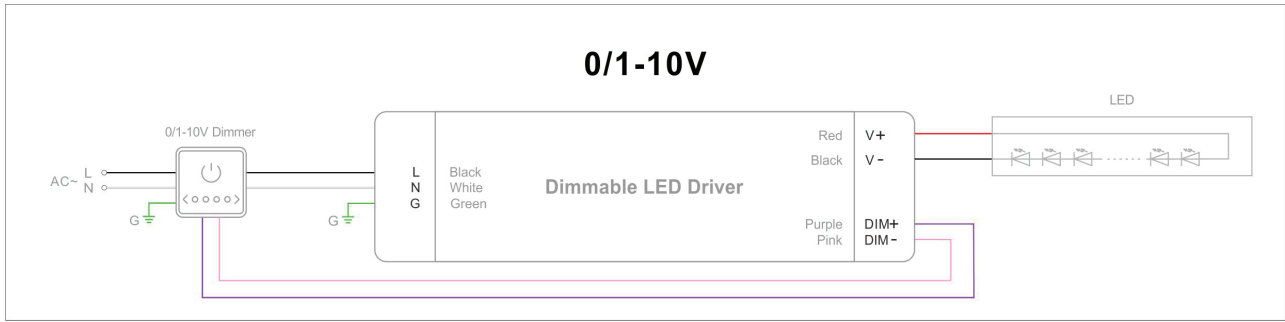 0/1-10V
LED
0/1-10V Dimmer
Red V+
Black V-
AC~ L
N
G
G
L Black
N White
G Green
Dimmable LED Driver
Purple DIM+
Pink DIM-